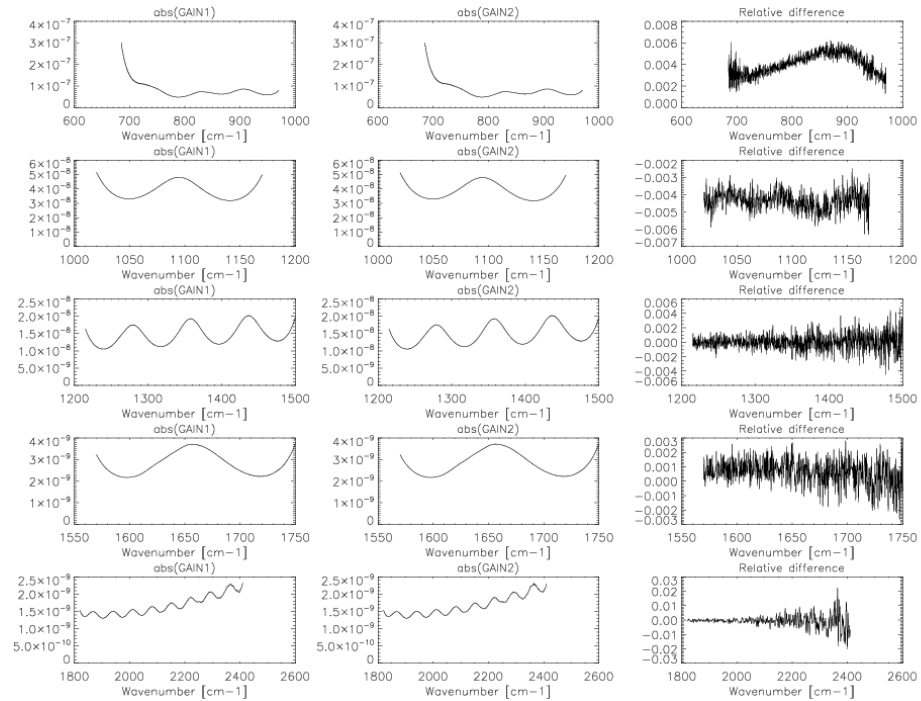 abs(GAIN1) abs(GAIN2) Relative difference
4×10⁻⁷ 4×10⁻⁷ 0.008
3×10⁻⁷ 3×10⁻⁷ 0.006
2×10⁻⁷ 2×10⁻⁷ 0.004
1×10⁻⁷ 1×10⁻⁷ 0.002
0 0 0.000
600 700 800 900 1000 600 700 800 900 1000 600 700 800 900 1000
Wavenumber [cm-1] Wavenumber [cm-1] Wavenumber [cm-1]
abs(GAIN1) abs(GAIN2) Relative difference
6×10⁻⁸ 6×10⁻⁸ -0.002
5×10⁻⁸ 5×10⁻⁸ -0.003
4×10⁻⁸ 4×10⁻⁸ -0.004
3×10⁻⁸ 3×10⁻⁸ -0.005
2×10⁻⁸ 2×10⁻⁸ -0.006
1×10⁻⁸ 1×10⁻⁸ -0.007
0 0
1000 1050 1100 1150 1200 1000 1050 1100 1150 1200 1000 1050 1100 1150 1200
Wavenumber [cm-1] Wavenumber [cm-1] Wavenumber [cm-1]
abs(GAIN1) abs(GAIN2) Relative difference
2.5×10⁻⁸ 2.5×10⁻⁸ 0.006
2.0×10⁻⁸ 2.0×10⁻⁸ 0.004
1.5×10⁻⁸ 1.5×10⁻⁸ 0.002
1.0×10⁻⁸ 1.0×10⁻⁸ 0.000
5.0×10⁻⁹ 5.0×10⁻⁹ -0.002
0 0 -0.004
-0.006
1200 1300 1400 1500 1200 1300 1400 1500 1200 1300 1400 1500
Wavenumber [cm-1] Wavenumber [cm-1] Wavenumber [cm-1]
abs(GAIN1) abs(GAIN2) Relative difference
4×10⁻⁹ 4×10⁻⁹ 0.003
3×10⁻⁹ 3×10⁻⁹ 0.002
2×10⁻⁹ 2×10⁻⁹ 0.001
1×10⁻⁹ 1×10⁻⁹ -0.000
0 0 -0.001
-0.002
-0.003
1550 1600 1650 1700 1750 1550 1600 1650 1700 1750 1550 1600 1650 1700 1750
Wavenumber [cm-1] Wavenumber [cm-1] Wavenumber [cm-1]
abs(GAIN1) abs(GAIN2) Relative difference
2.5×10⁻⁹ 2.5×10⁻⁹ 0.03
2.0×10⁻⁹ 2.0×10⁻⁹ 0.02
1.5×10⁻⁹ 1.5×10⁻⁹ 0.01
1.0×10⁻⁹ 1.0×10⁻⁹ 0.00
5.0×10⁻¹⁰ 5.0×10⁻¹⁰ -0.01
0 0 -0.02
-0.03
1800 2000 2200 2400 2600 1800 2000 2200 2400 2600 1800 2000 2200 2400 2600
Wavenumber [cm-1] Wavenumber [cm-1] Wavenumber [cm-1]